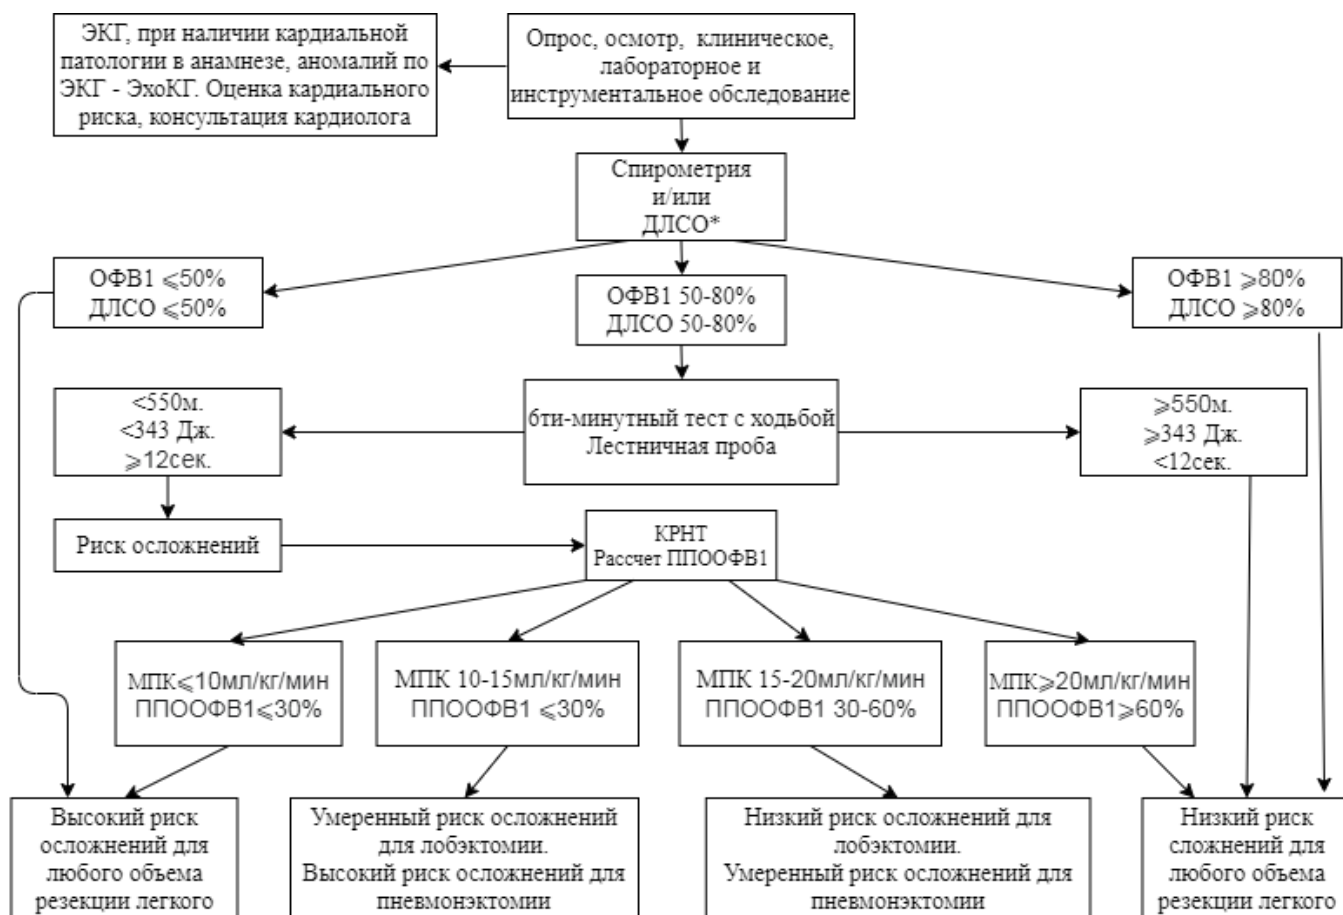 ЭКГ, при наличии кардиальной
патологии в анамнезе, аномалий по
ЭКГ - ЭхоКГ. Оценка кардиального
риска, консультация кардиолога
Опрос, осмотр, клиническое,
лабораторное и
инструментальное обследование
Спирометрия
и/или
ДЛСО*
ОФВ1 ⩽50%
ДЛСО ⩽50%
ОФВ1 50-80%
ДЛСО 50-80%
ОФВ1 ⩾80%
ДЛСО ⩾80%
<550м.
<343 Дж.
⩾12сек.
6ти-минутный тест с ходьбой
Лестничная проба
⩾550м.
⩾343 Дж.
<12сек.
Риск осложнений
КРНТ
Рассчет ППООФВ1
МПК⩽10мл/кг/мин
ППООФВ1⩽30%
МПК 10-15мл/кг/мин
ППООФВ1 ⩽30%
МПК 15-20мл/кг/мин
ППООФВ1 30-60%
МПК⩾20мл/кг/мин
ППООФВ1⩾60%
Высокий риск
осложнений для
любого объема
резекции легкого
Умеренный риск осложнений
для лобэктомии.
Высокий риск осложнений для
пневмонэктомии
Низкий риск осложнений для
лобэктомии.
Умеренный риск осложнений для
пневмонэктомии
Низкий риск
сложнений для
любого объема
резекции легкого